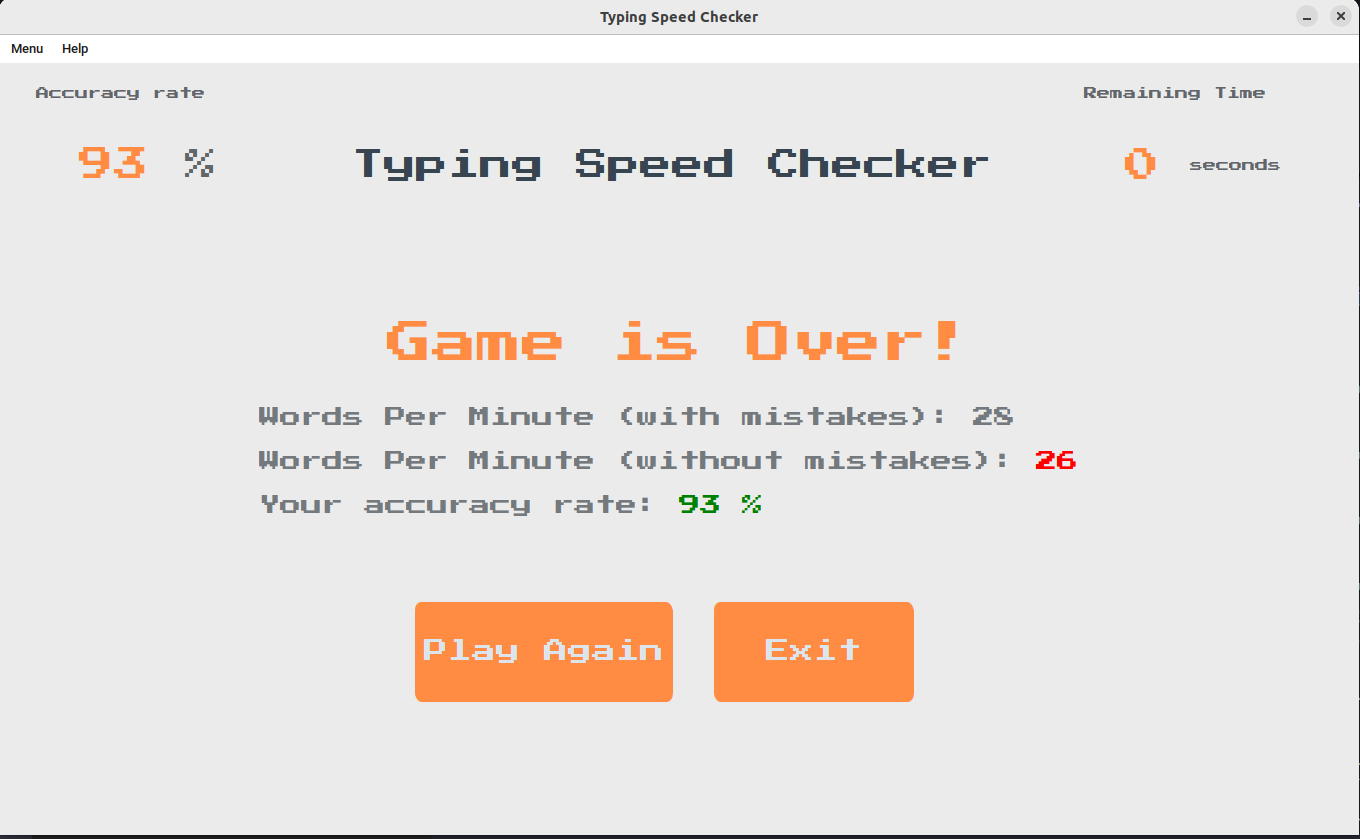 Typing Speed Checker
Menu Help
Accuracy rate
Remaining Time
93 %
Typing Speed Checker
0 seconds
Game is Over!
Words Per Minute (with mistakes): 28
Words Per Minute (without mistakes): 26
Your accuracy rate: 93 %
Play Again
Exit